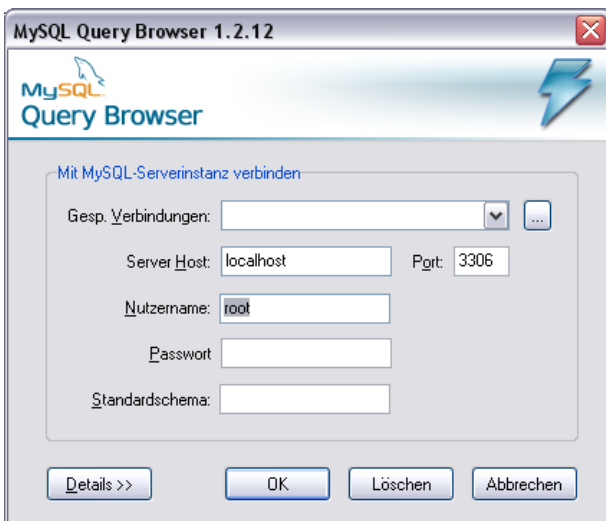 MySQL Query Browser 1.2.12
MySQL
Query Browser
Mit MySQL-Serverinstanz verbinden
Gesp. Verbindungen:
...
Server Host: localhost Port: 3306
Nutzername: root
Passwort
Standardschema:
Details >> OK Löschen Abbrechen